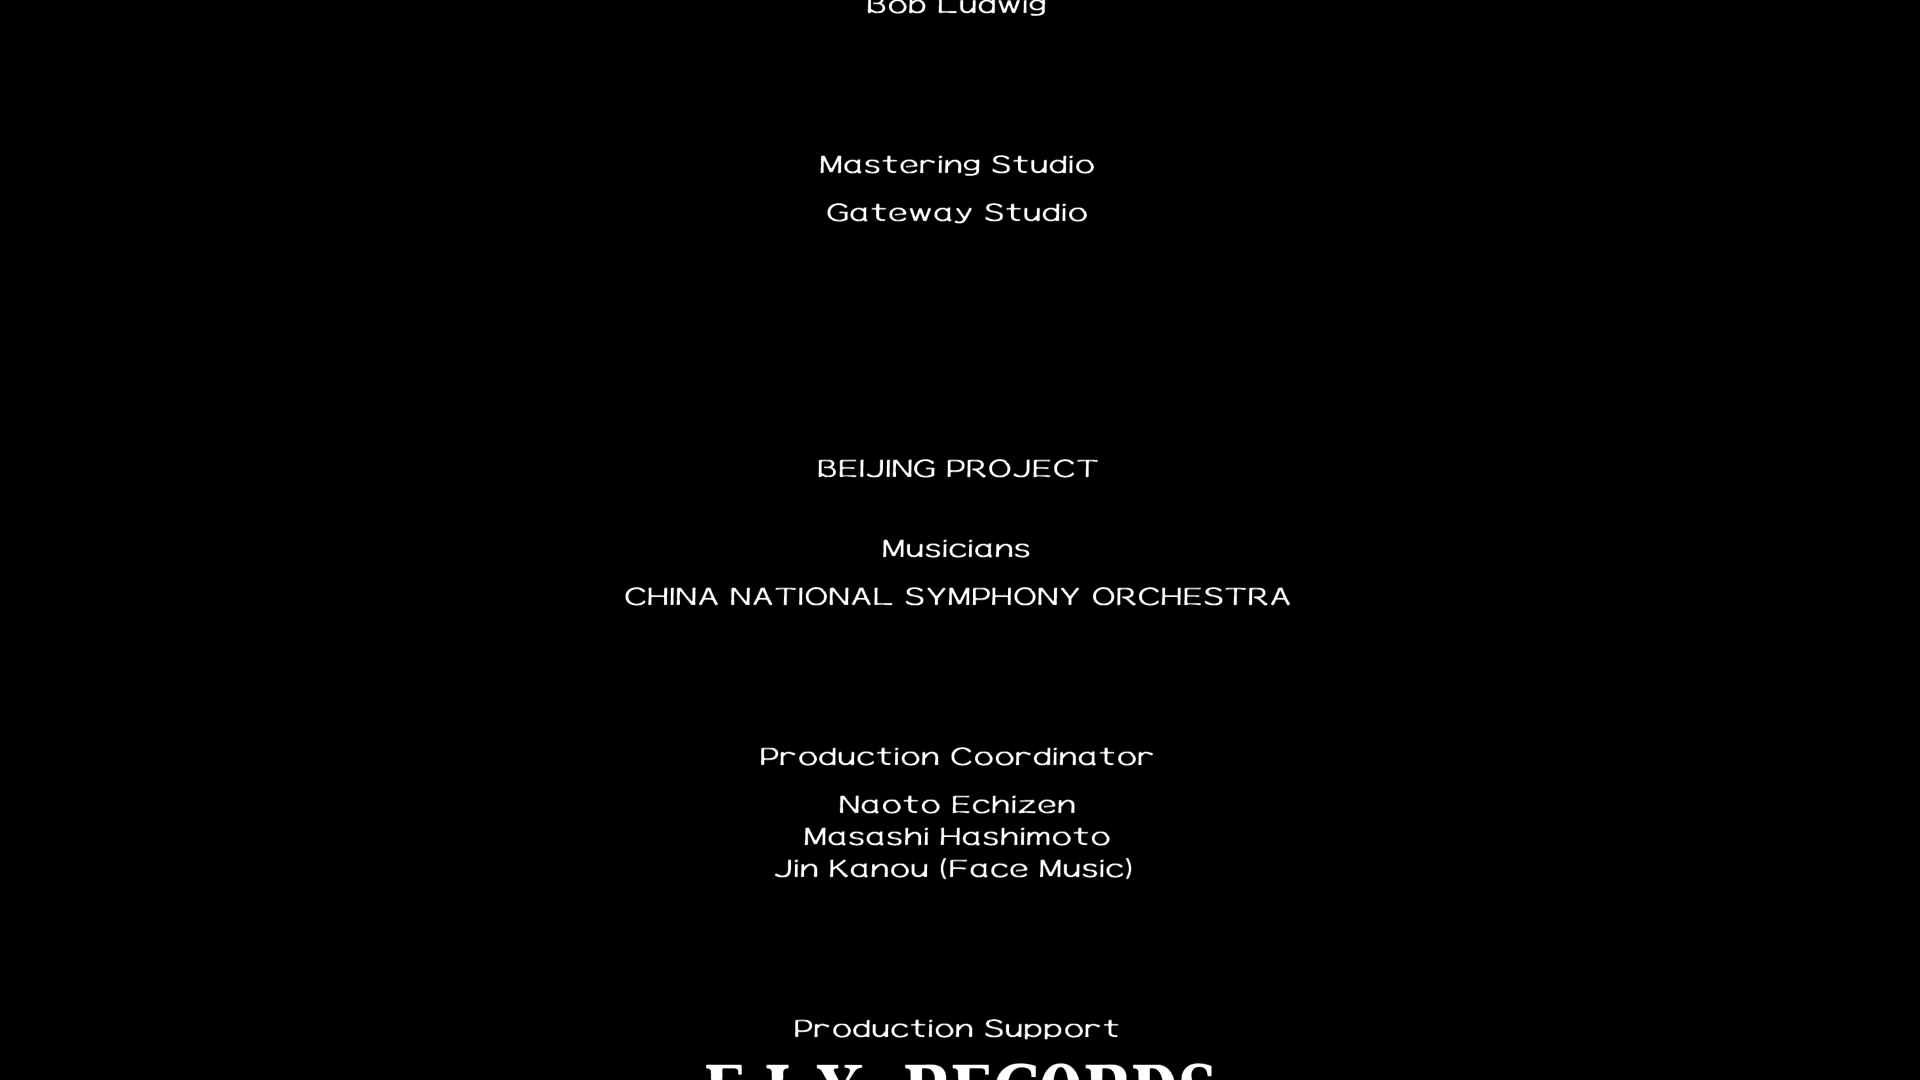 Bob Ludwig
Mastering Studio
Gateway Studio
BEIJING PROJECT
Musicians
CHINA NATIONAL SYMPHONY ORCHESTRA
Production Coordinator
Naoto Echizen
Masashi Hashimoto
Jin Kanou (Face Music)
Production Support
RECORDS